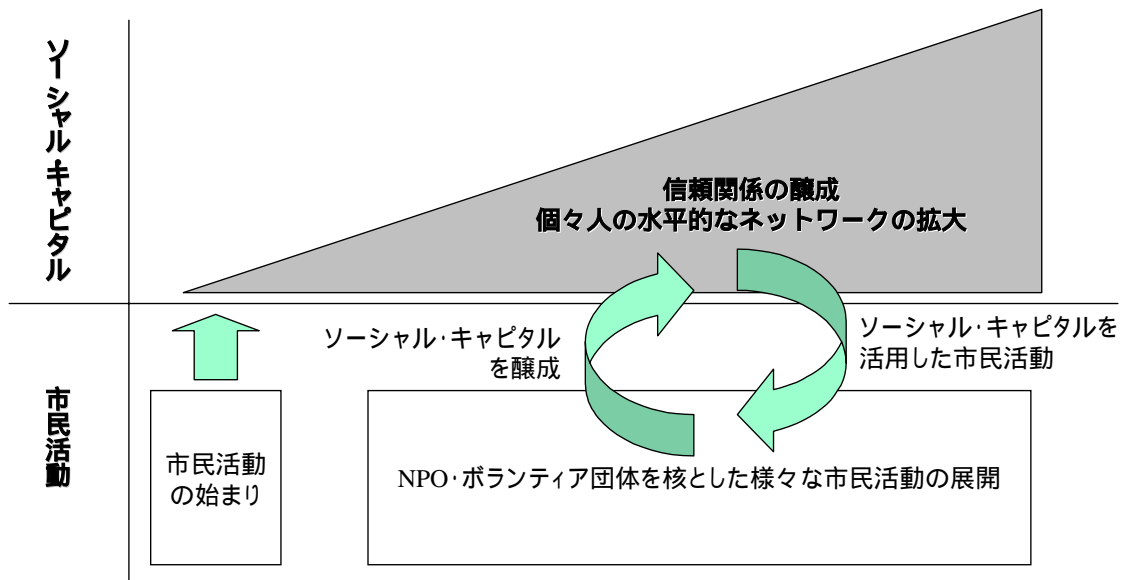 ソーシャル・キャピタル
信頼関係の醸成
個々人の水平的なネットワークの拡大
ソーシャル・キャピタル
を醸成
ソーシャル・キャピタルを
活用した市民活動
市民活動
市民活動
の始まり
NPO・ボランティア団体を核とした様々な市民活動の展開